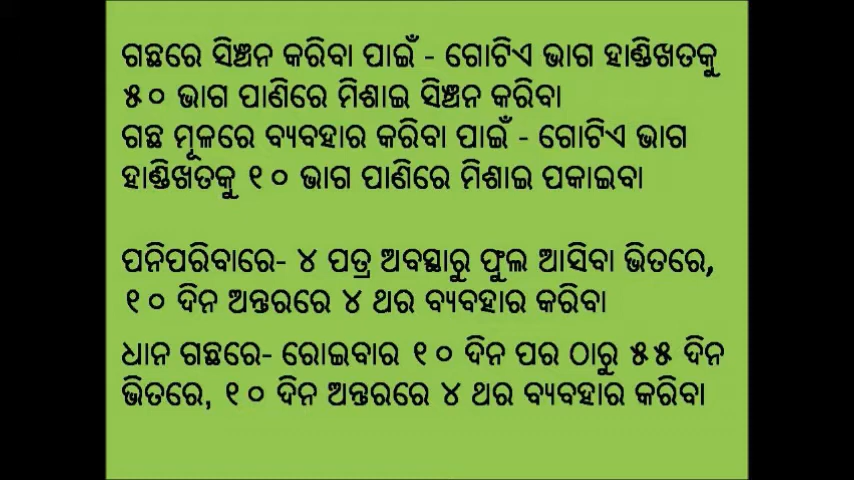 ଗଛରେ ସିଞ୍ଚନ କରିବା ପାଇଁ - ଗୋଟିଏ ଭାଗ ହାଣ୍ଡିଖତକୁ
୫୦ ଭାଗ ପାଣିରେ ମିଶାଇ ସିଞ୍ଚନ କରିବା
ଗଛ ମୂଳରେ ବ୍ୟବହାର କରିବା ପାଇଁ - ଗୋଟିଏ ଭାଗ
ହାଣ୍ଡିଖତକୁ ୧୦ ଭାଗ ପାଣିରେ ମିଶାଇ ପକାଇବା
ପନିପରିବାରେ- ୪ ପତ୍ର ଅବସ୍ଥାରୁ ଫୁଲ ଆସିବା ଭିତରେ,
୧୦ ଦିନ ଅନ୍ତରରେ ୪ ଥର ବ୍ୟବହାର କରିବା
ଧାନ ଗଛରେ- ରୋଇବାର ୧୦ ଦିନ ପର ଠାରୁ ୫୫ ଦିନ
ଭିତରେ, ୧୦ ଦିନ ଅନ୍ତରରେ ୪ ଥର ବ୍ୟବହାର କରିବା